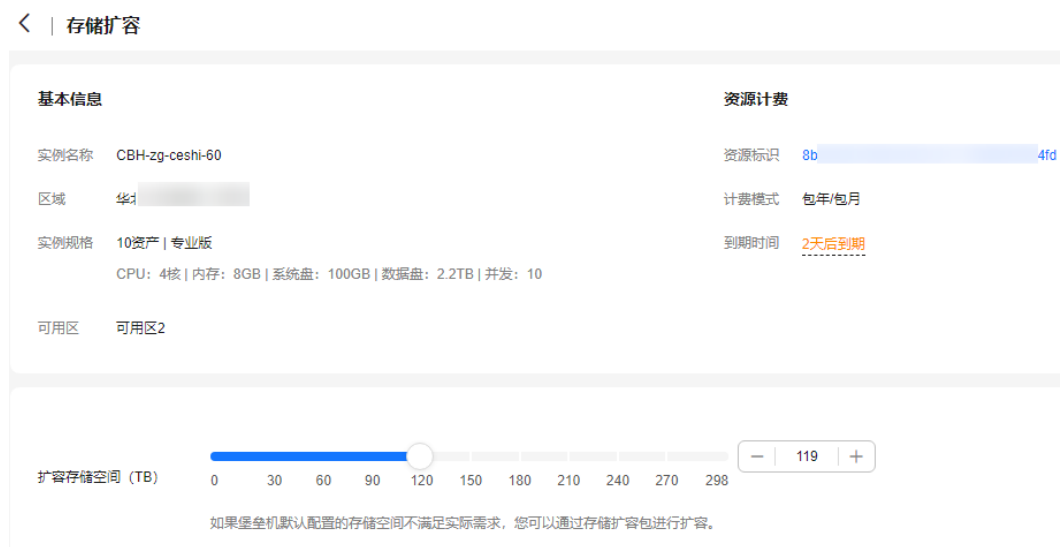 存储扩容
基本信息
实例名称 CBH-zg-ceshi-60
区域
实例规格 10资产 | 专业版
CPU：4核 | 内存：8GB | 系统盘：100GB | 数据盘：2.2TB | 并发：10
可用区 可用区2
资源计费
资源标识 8b 4fd
计费模式 包年/包月
到期时间 2天后到期
扩容存储空间（TB）
119
0 30 60 90 120 150 180 210 240 270 298
如果堡垒机默认配置的存储空间不满足实际需求，您可以通过存储扩容包进行扩容。